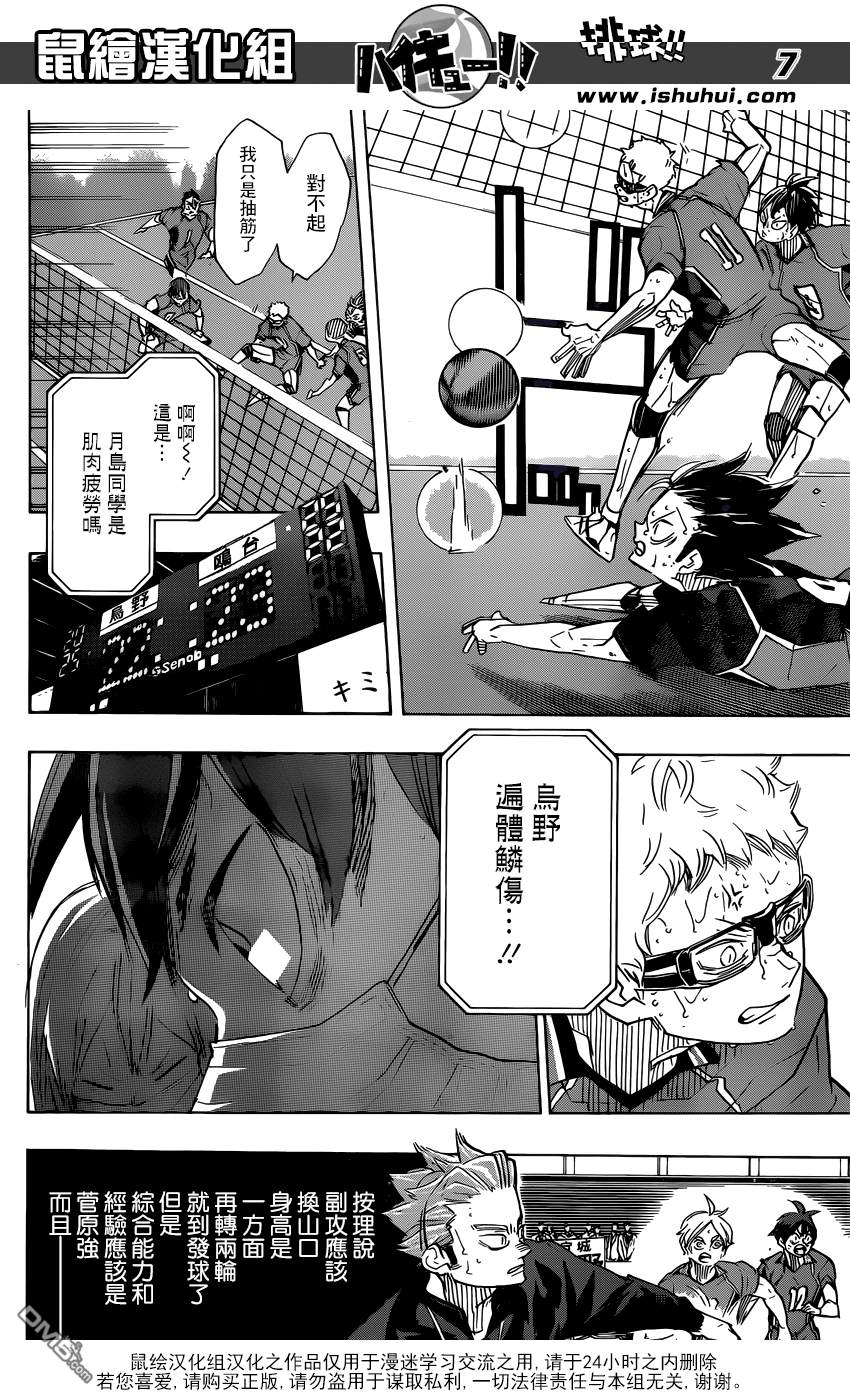 鼠繪漢化組
ハイキュー!!
排球!!
7
www.ishuhui.com
11
對不起
我只是抽筋了
啊啊~!
這是…
月島同學是
肌肉疲勞嗎
鴎台
烏野
23
22
Senoh
キミ
烏野
遍體鱗傷…!!
按理說
副攻應該
換山口
身高是
一方面
再轉兩輪
就到發球了
但是
綜合能力和
經驗應該是
菅原強
而且——
12
鼠绘汉化组汉化之作品仅用于漫迷学习交流之用, 请于24小时之内删除
若您喜爱, 请购买正版, 请勿用于谋取私利, 一切法律责任与本组无关, 谢谢。